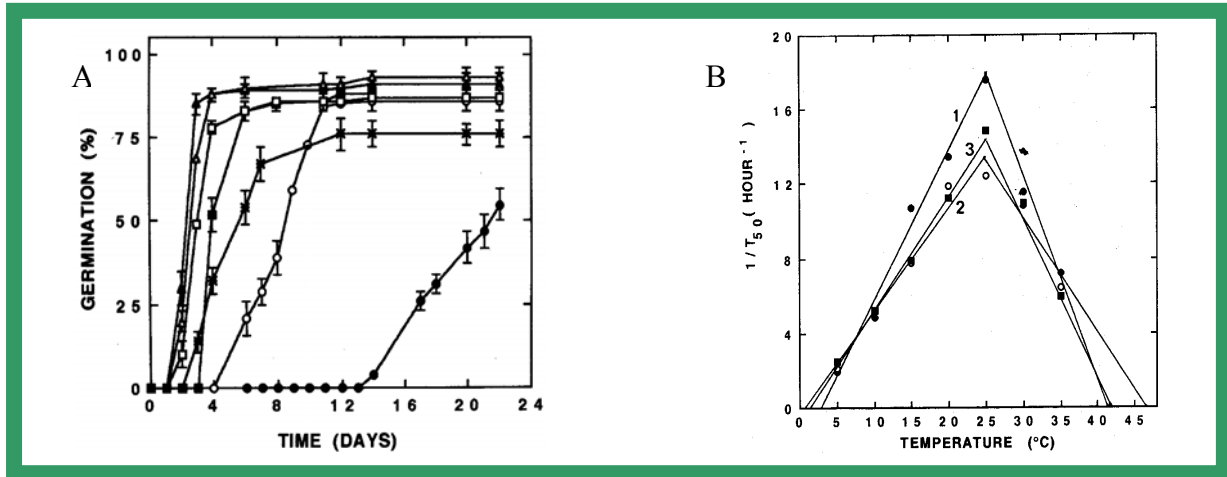 A
GERMINATION (%)
100
75
50
25
0
0 4 8 12 16 20 24
TIME (DAYS)
B
1/T50 (HOUR-1)
20
16
12
8
4
0
1
3
2
0 5 10 15 20 25 30 35 40 45
TEMPERATURE (°C)